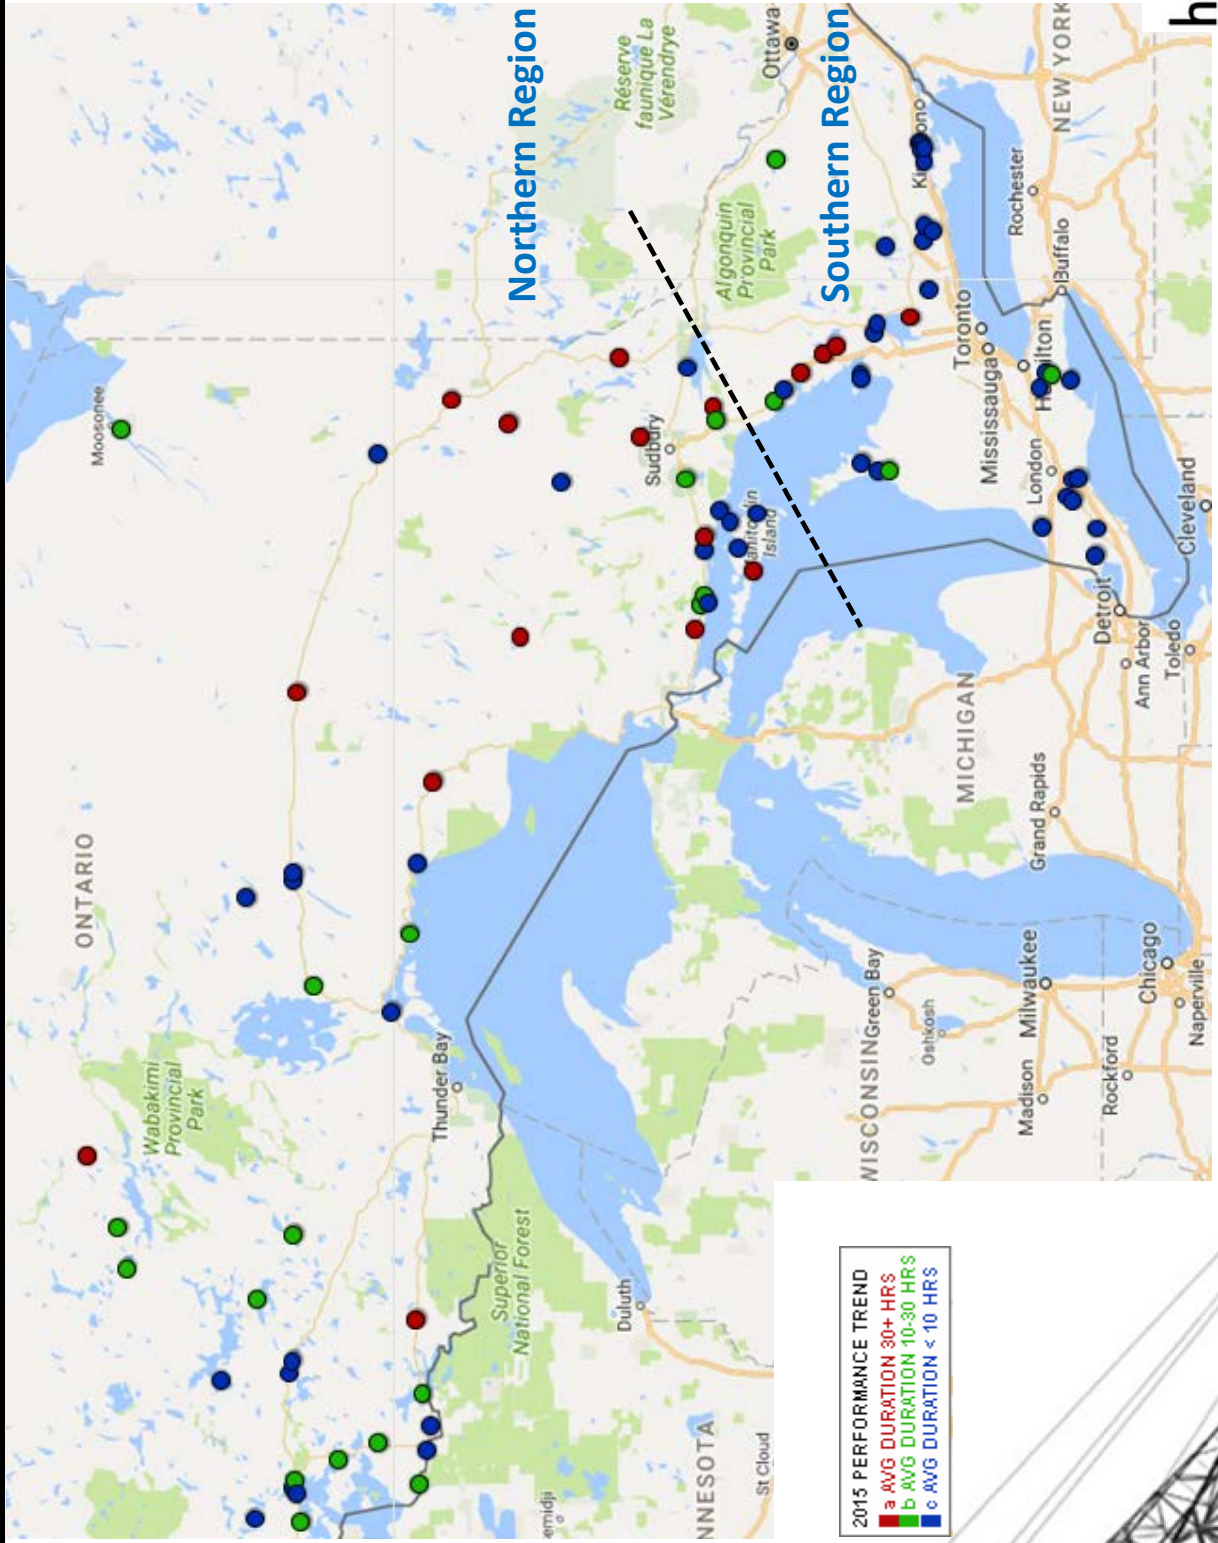 Moosonee
ONTARIO
Northern Region
Réserve
faunique La
Vérendrye
Wabakimi
Provincial
Park
Ottawa
Sudbury
Algonquin
Provincial
Park
Southern Region
Thunder Bay
Island
Toronto
Mississauga
Rochester
NEW YORK
Buffalo
London
Superior
National Forest
Duluth
MICHIGAN
Detroit
Ann Arbor
Toledo
Cleveland
Grand Rapids
WISCONSIN
Green Bay
Oshkosh
Milwaukee
Madison
Rockford
Chicago
Naperville
NNESOTA
emidji
St Cloud
2015 PERFORMANCE TREND
a AVG DURATION 30+ HRS
b AVG DURATION 10-30 HRS
c AVG DURATION < 10 HRS
h